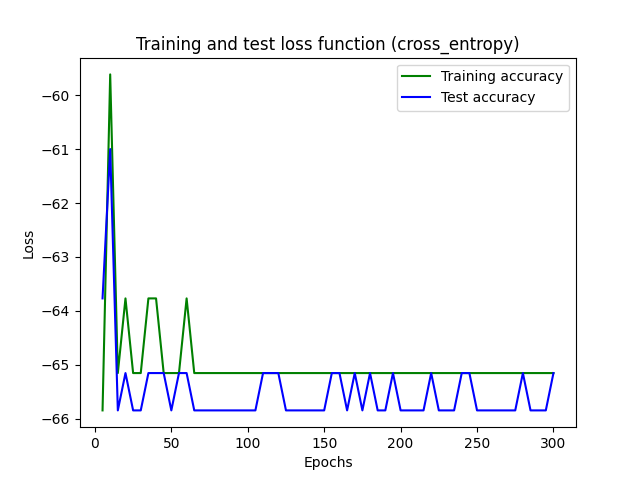 Training and test loss function (cross_entropy)
Training accuracy
Test accuracy
−60
−61
−62
−63
−64
−65
−66
Loss
0 50 100 150 200 250 300
Epochs